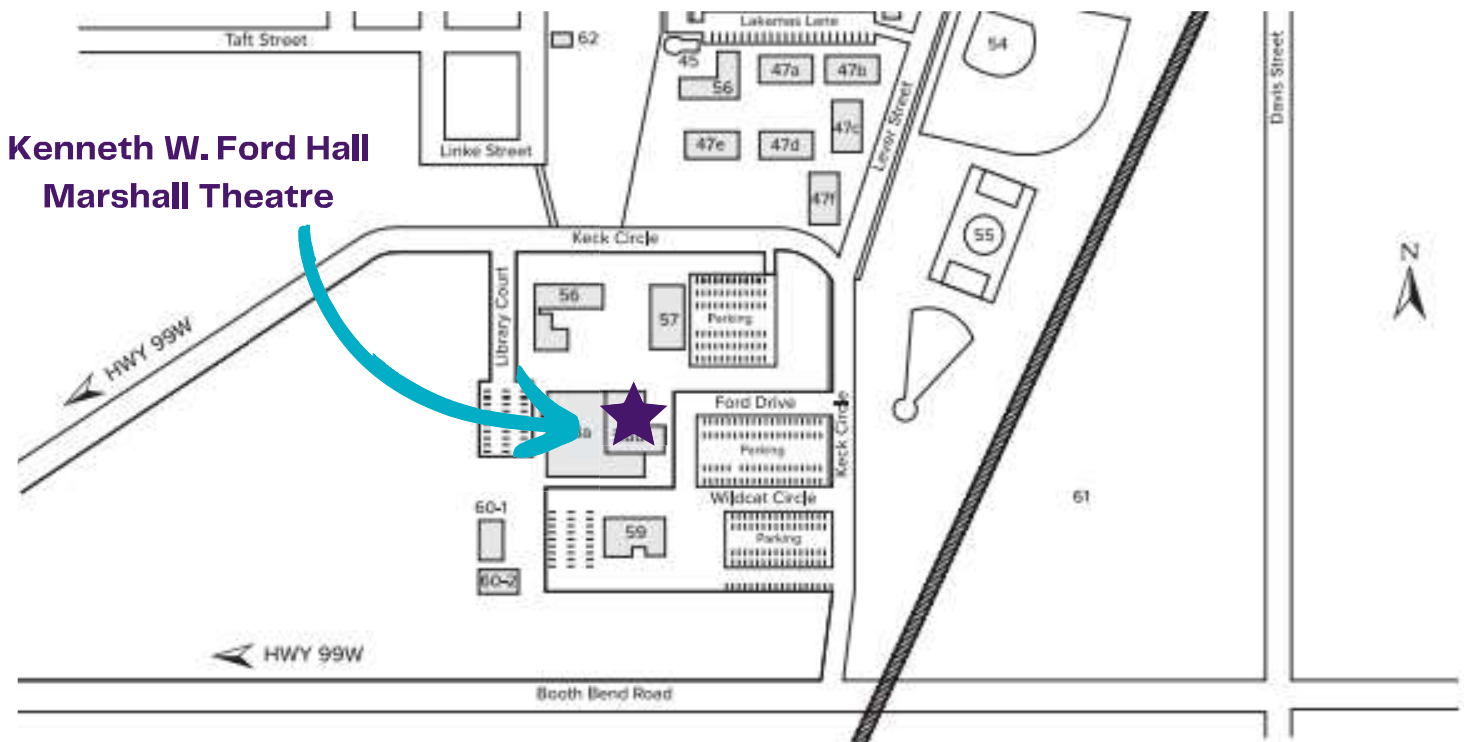 Lakemas Lane
Taft Street
62
54
45
47a
47b
56
Davis Street
47c
Lever Street
Kenneth W. Ford Hall
Marshall Theatre
47e
47d
Linke Street
47f
55
Keck Circle
N
Library Court
56
57
Parking
HWY 99W
Ford Drive
Keck Circle
Parking
Wildcat Circle
61
60-1
59
Parking
60-2
HWY 99W
Booth Bend Road